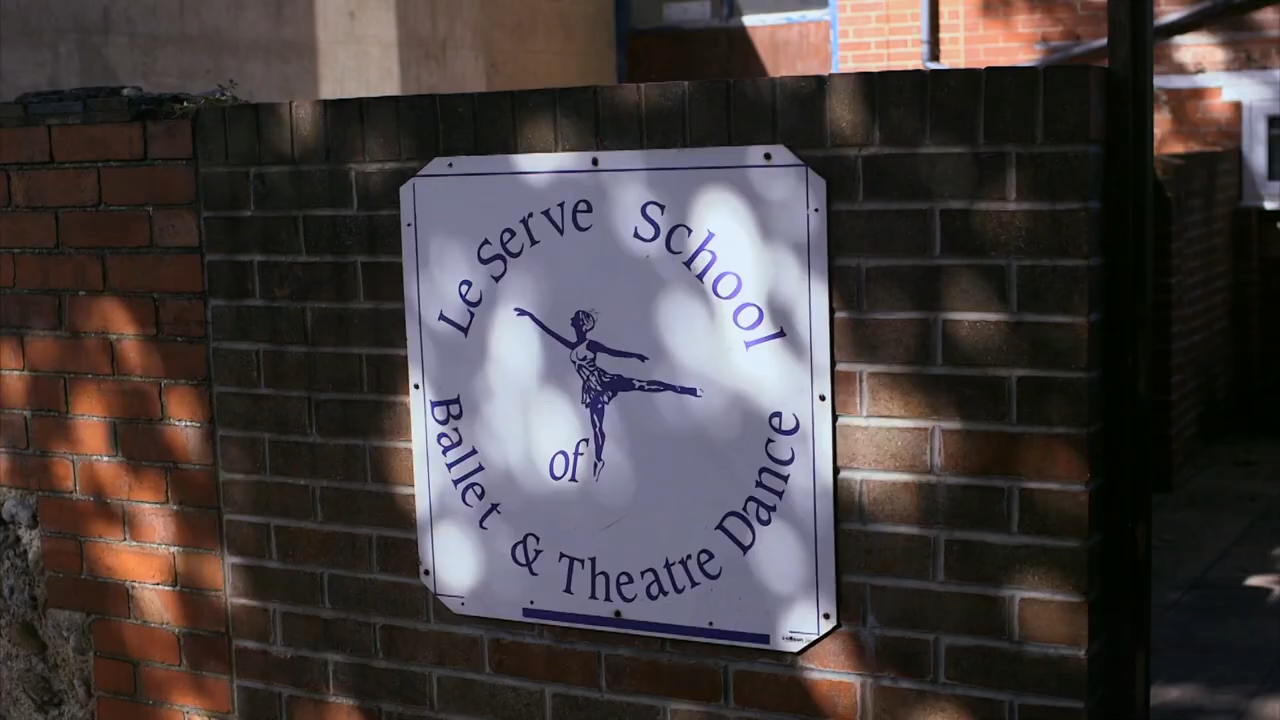 Le Serve School
of
Ballet & Theatre Dance